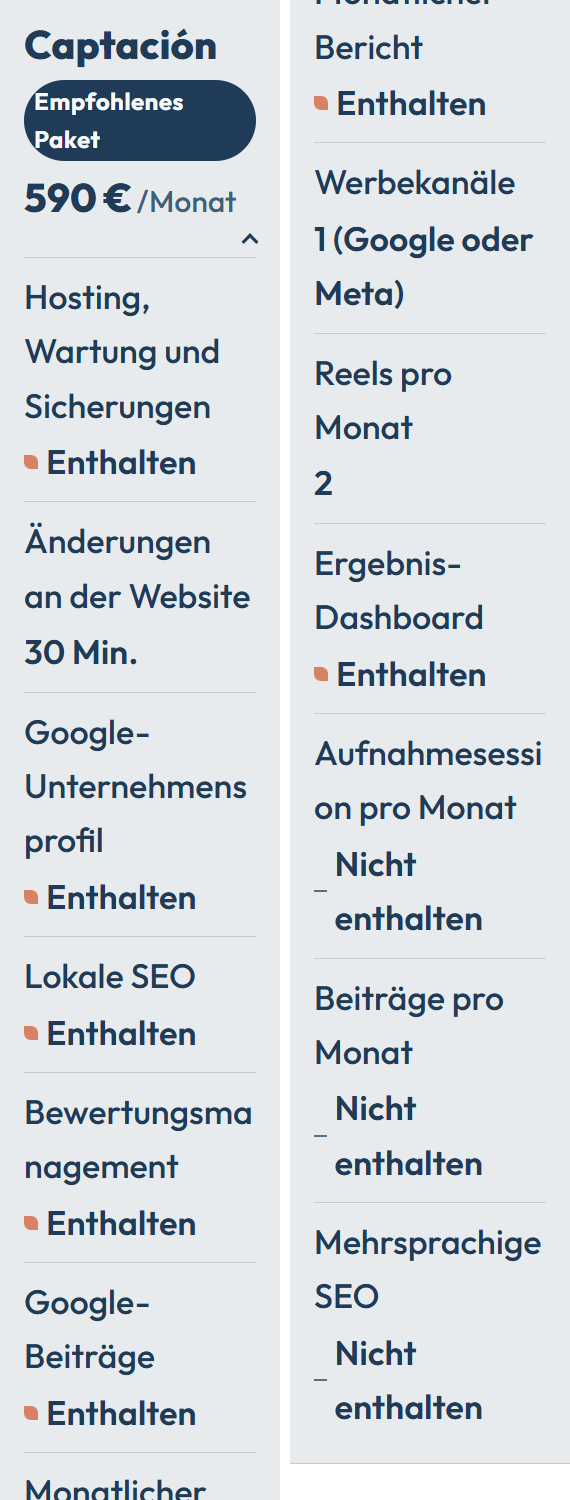 Captación
Empfohlenes
Paket
590 € /Monat
Hosting,
Wartung und
Sicherungen
Enthalten
Änderungen
an der Website
30 Min.
Google-
Unternehmens
profil
Enthalten
Lokale SEO
Enthalten
Bewertungsma
nagement
Enthalten
Google-
Beiträge
Enthalten
Monatlicher
Monatlicher
Bericht
Enthalten
Werbekanäle
1 (Google oder
Meta)
Reels pro
Monat
2
Ergebnis-
Dashboard
Enthalten
Aufnahmesessi
on pro Monat
Nicht
enthalten
Beiträge pro
Monat
Nicht
enthalten
Mehrsprachige
SEO
Nicht
enthalten